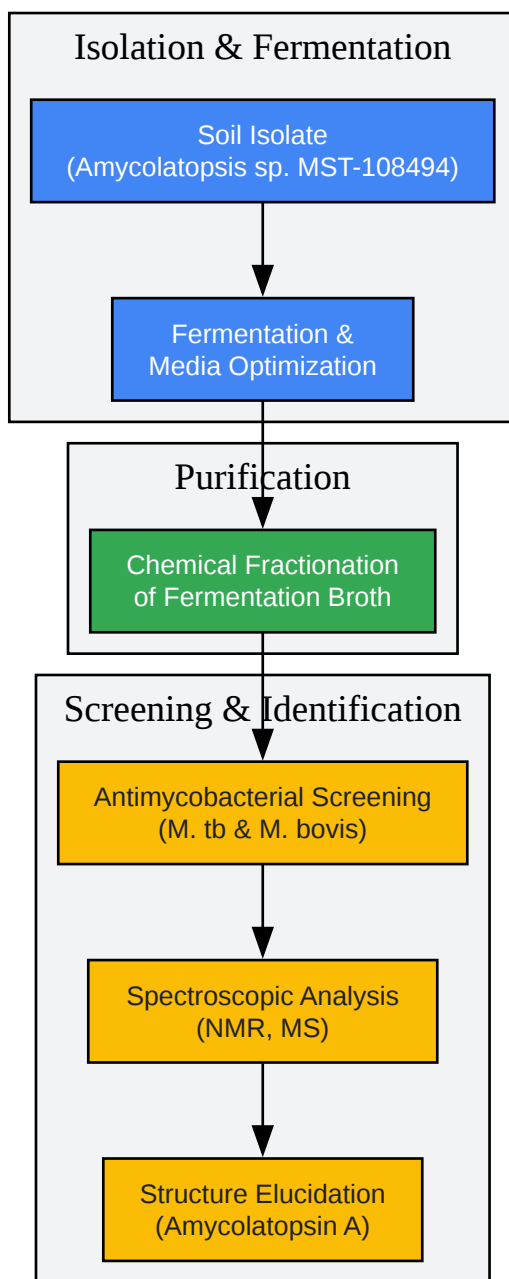 Isolation & Fermentation
Soil Isolate
(Amycolatopsis sp. MST-108494)
Fermentation &
Media Optimization
Purification
Chemical Fractionation
of Fermentation Broth
Screening & Identification
Antimycobacterial Screening
(M. tb & M. bovis)
Spectroscopic Analysis
(NMR, MS)
Structure Elucidation
(Amycolatopsin A)